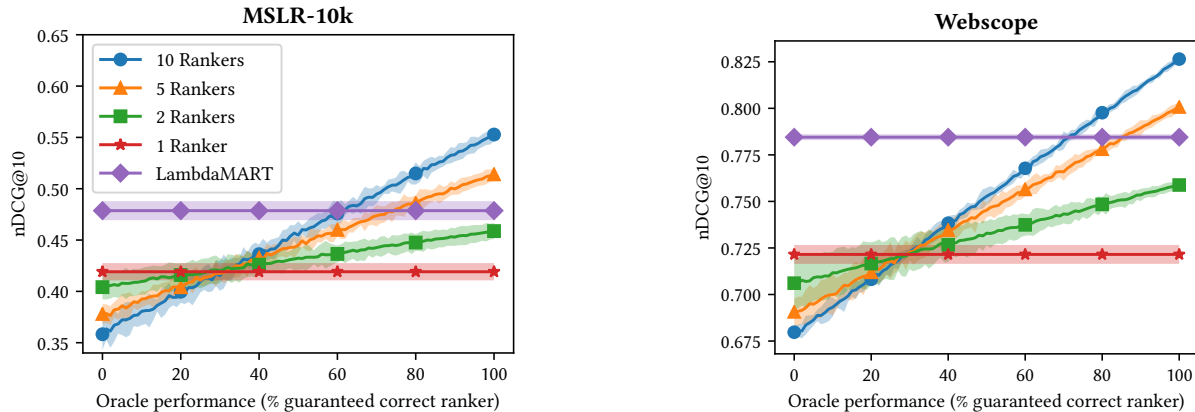 MSLR-10k
0.65
0.60
0.55
0.50
0.45
0.40
0.35
nDCG@10
10 Rankers
5 Rankers
2 Rankers
1 Ranker
LambdaMART
0 20 40 60 80 100
Oracle performance (% guaranteed correct ranker)
Webscope
0.825
0.800
0.775
0.750
0.725
0.700
0.675
nDCG@10
0 20 40 60 80 100
Oracle performance (% guaranteed correct ranker)